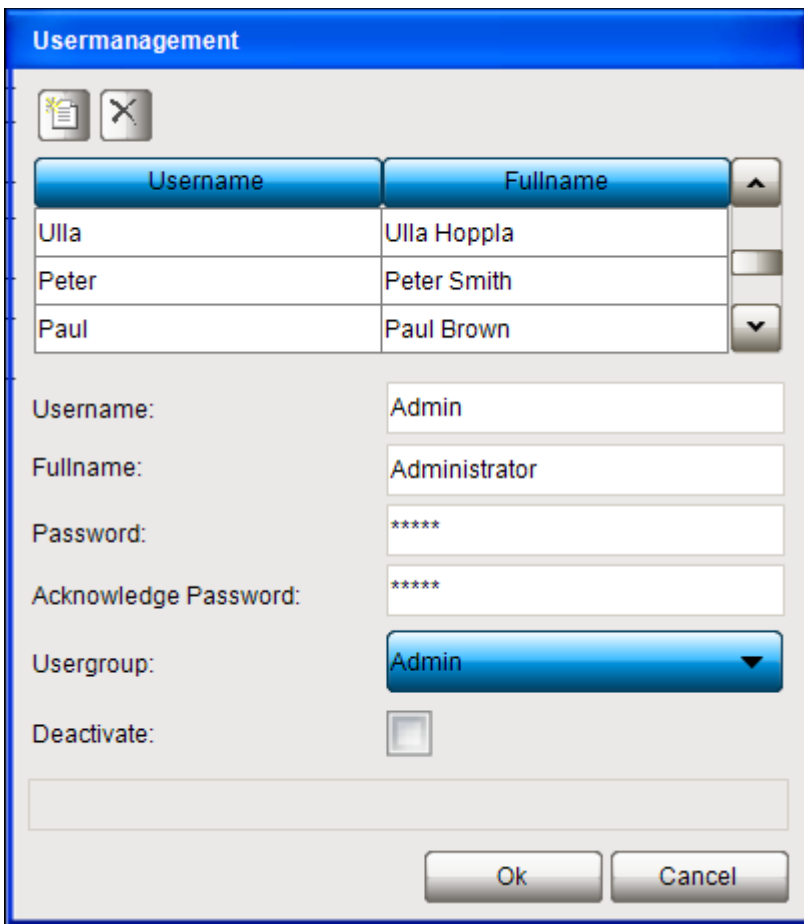 Usermanagement
Username Fullname
Ulla Ulla Hoppla
Peter Peter Smith
Paul Paul Brown
Username: Admin
Fullname: Administrator
Password: *****
Acknowledge Password: *****
Usergroup: Admin
Deactivate:
Ok Cancel